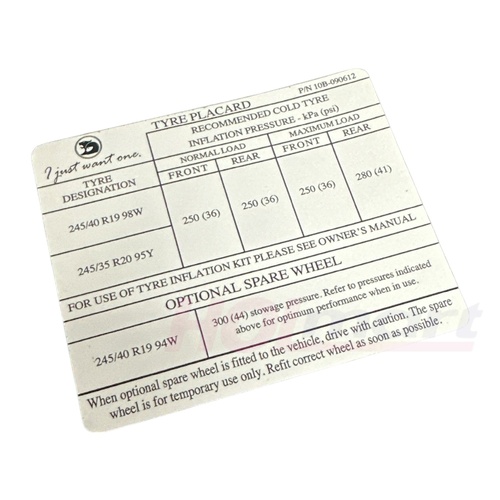 P/N 10B-090612
TYRE PLACARD
I just want one.
RECOMMENDED COLD TYRE
INFLATION PRESSURE - kPa (psi)
TYRE
DESIGNATION
NORMAL LOAD
MAXIMUM LOAD
FRONT REAR FRONT REAR
245/40 R19 98W
245/35 R20 95Y
250 (36) 250 (36) 250 (36) 280 (41)
FOR USE OF TYRE INFLATION KIT PLEASE SEE OWNER'S MANUAL
OPTIONAL SPARE WHEEL
245/40 R19 94W
300 (44) stowage pressure. Refer to pressures indicated
above for optimum performance when in use.
When optional spare wheel is fitted to the vehicle, drive with caution. The spare
wheel is for temporary use only. Refit correct wheel as soon as possible.